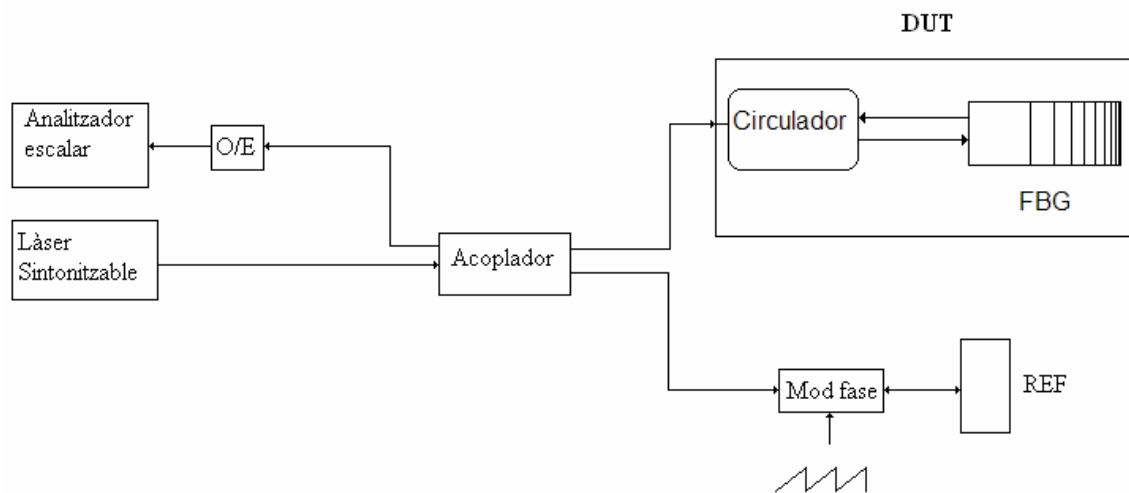 DUT
Analitzador
escalar
O/E
Circulador
FBG
Làser
Sintonitzable
Acoplador
Mod fase
REF